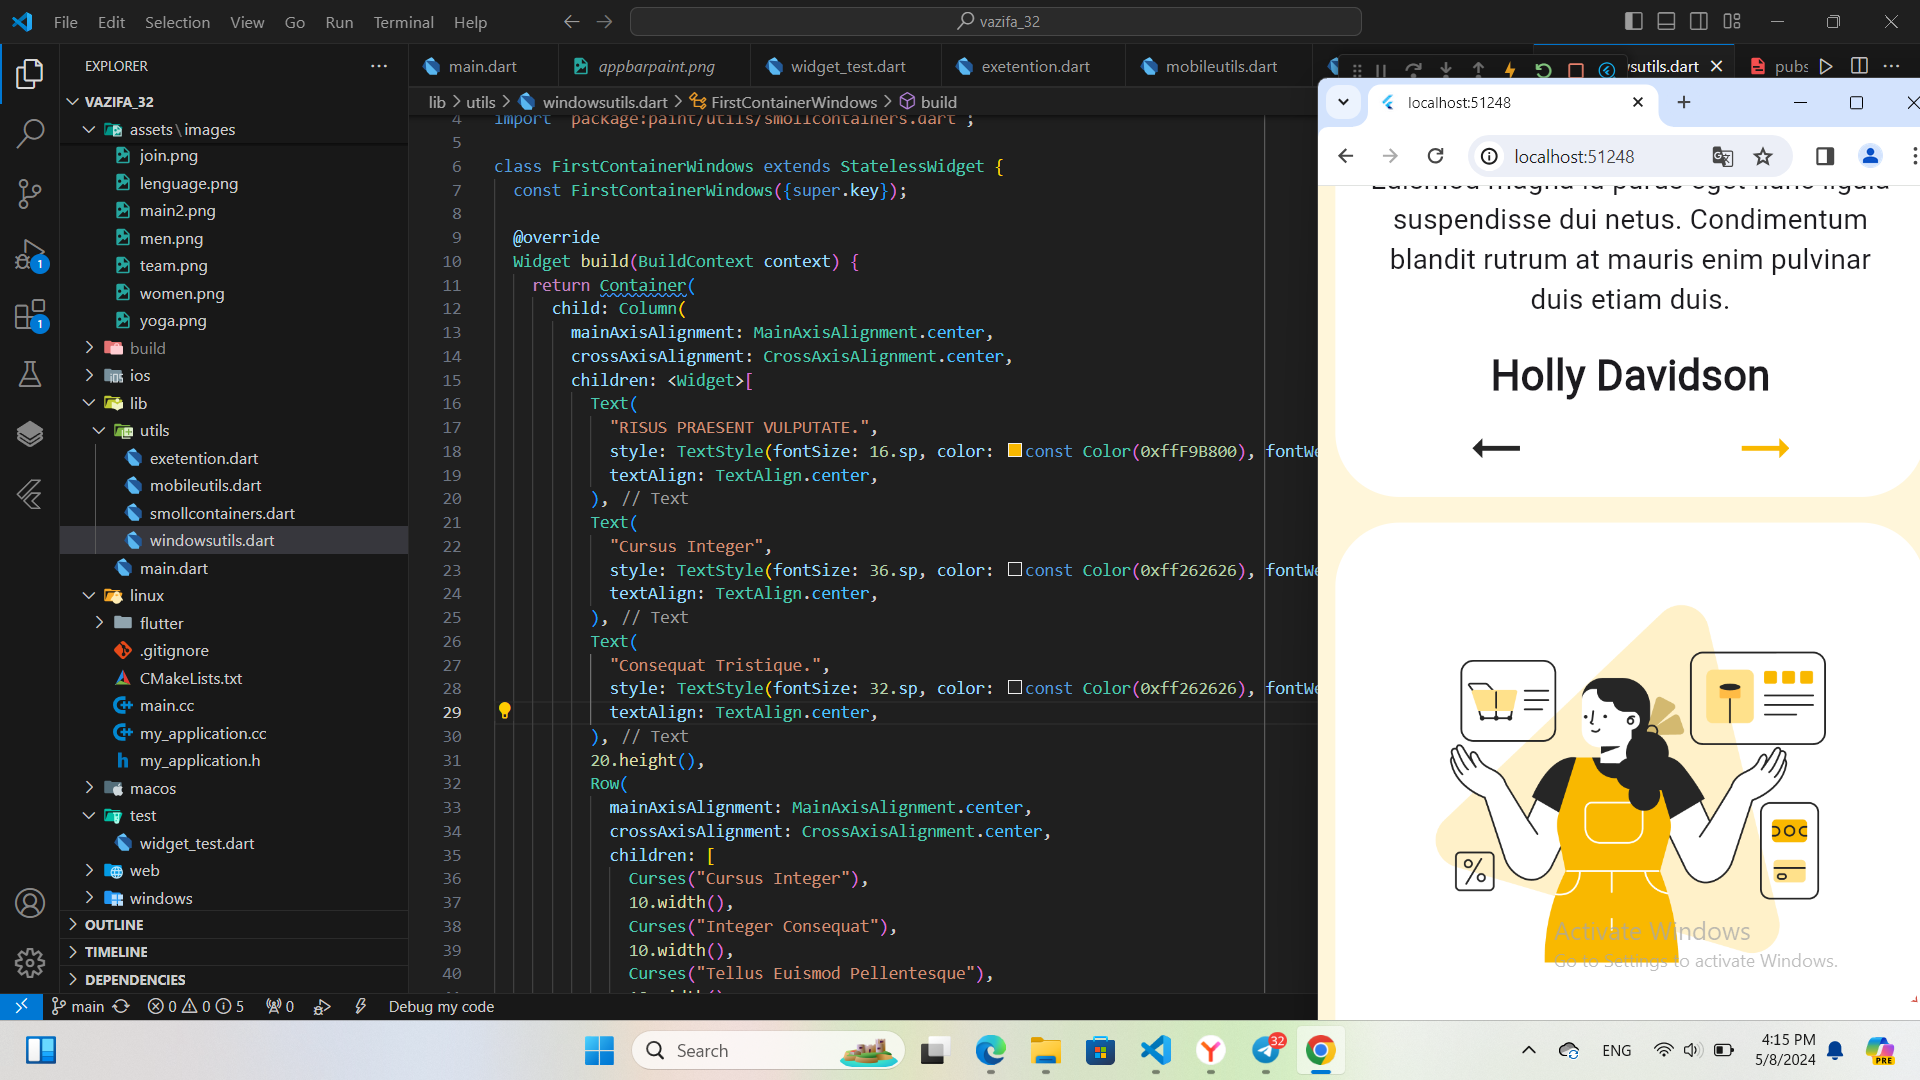 File Edit Selection View Go Run Terminal Help
vazifa_32
EXPLORER
VAZIFA_32
assets \ images
join.png
lenguage.png
main2.png
men.png
team.png
women.png
yoga.png
build
ios
lib
utils
exetention.dart
mobileutils.dart
smollcontainers.dart
windowsutils.dart
main.dart
linux
flutter
.gitignore
CMakeLists.txt
main.cc
my_application.cc
my_application.h
macos
test
widget_test.dart
web
windows
OUTLINE
TIMELINE
DEPENDENCIES
1
1
main.dart appbarpaint.png widget_test.dart exetention.dart mobileutils.dart sutils.dart pubs
lib > utils > windowsutils.dart > FirstContainerWindows > build
4 import 'package:paint/utils/smollcontainers.dart';
5
6 class FirstContainerWindows extends StatelessWidget {
7 const FirstContainerWindows({super.key});
8
9 @override
10 Widget build(BuildContext context) {
11 return Container(
12 child: Column(
13 mainAxisAlignment: MainAxisAlignment.center,
14 crossAxisAlignment: CrossAxisAlignment.center,
15 children: <Widget>[
16 Text(
17 "RISUS PRAESENT VULPUTATE.",
18 style: TextStyle(fontSize: 16.sp, color: const Color(0xffF9B800), fontWe
19 textAlign: TextAlign.center,
20 ), // Text
21 Text(
22 "Cursus Integer",
23 style: TextStyle(fontSize: 36.sp, color: const Color(0xff262626), fontWe
24 textAlign: TextAlign.center,
25 ), // Text
26 Text(
27 "Consequat Tristique.",
28 style: TextStyle(fontSize: 32.sp, color: const Color(0xff262626), fontWe
29 textAlign: TextAlign.center,
30 ), // Text
31 20.height(),
32 Row(
33 mainAxisAlignment: MainAxisAlignment.center,
34 crossAxisAlignment: CrossAxisAlignment.center,
35 children: [
36 Curses("Cursus Integer"),
37 10.width(),
38 Curses("Integer Consequat"),
39 10.width(),
40 Curses("Tellus Euismod Pellentesque"),
localhost:51248
localhost:51248
Euismod magna id purus eget nunc ligula
suspendisse dui netus. Condimentum
blandit rutrum at mauris enim pulvinar
duis etiam duis.
Holly Davidson
%
Activate Windows
Go to Settings to activate Windows.
main 0 0 5 0 Debug my code
Search
32
ENG
4:15 PM
5/8/2024
PRE